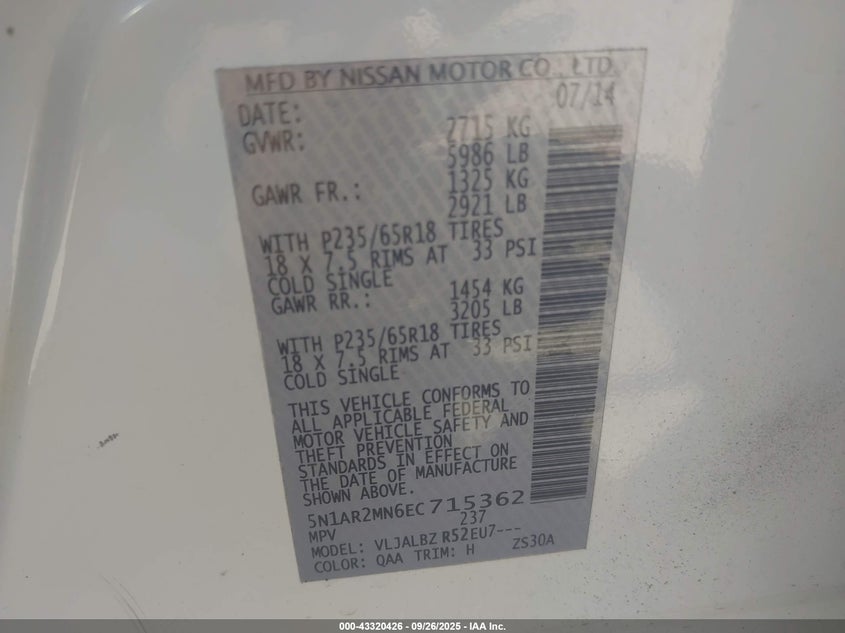 MFD BY NISSAN MOTOR CO., LTD.
DATE: 07/14
GVWR: 2715 KG
5986 LB
GAWR FR.: 1325 KG
2921 LB
WITH P235/65R18 TIRES
18 X 7.5 RIMS AT 33 PSI
COLD SINGLE
GAWR RR.: 1454 KG
3205 LB
WITH P235/65R18 TIRES
18 X 7.5 RIMS AT 33 PSI
COLD SINGLE
THIS VEHICLE CONFORMS TO
ALL APPLICABLE FEDERAL
MOTOR VEHICLE SAFETY AND
THEFT PREVENTION
STANDARDS IN EFFECT ON
THE DATE OF MANUFACTURE
SHOWN ABOVE.
5N1AR2MN6EC715362
MPV 237
MODEL: VLJALBZ R52EU7---
COLOR: QAA TRIM: H ZS30A
000-43320426 - 09/26/2025 - IAA Inc.